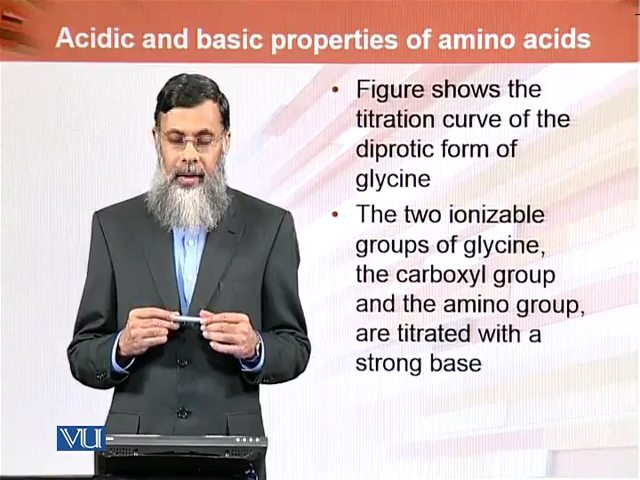 Acidic and basic properties of amino acids
• Figure shows the
titration curve of the
diprotic form of
glycine
• The two ionizable
groups of glycine,
the carboxyl group
and the amino group,
are titrated with a
strong base
VU